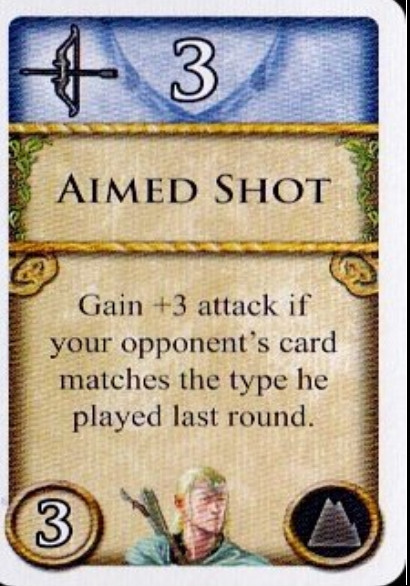 3
AIMED SHOT
Gain +3 attack if
your opponent's card
matches the type he
played last round.
3